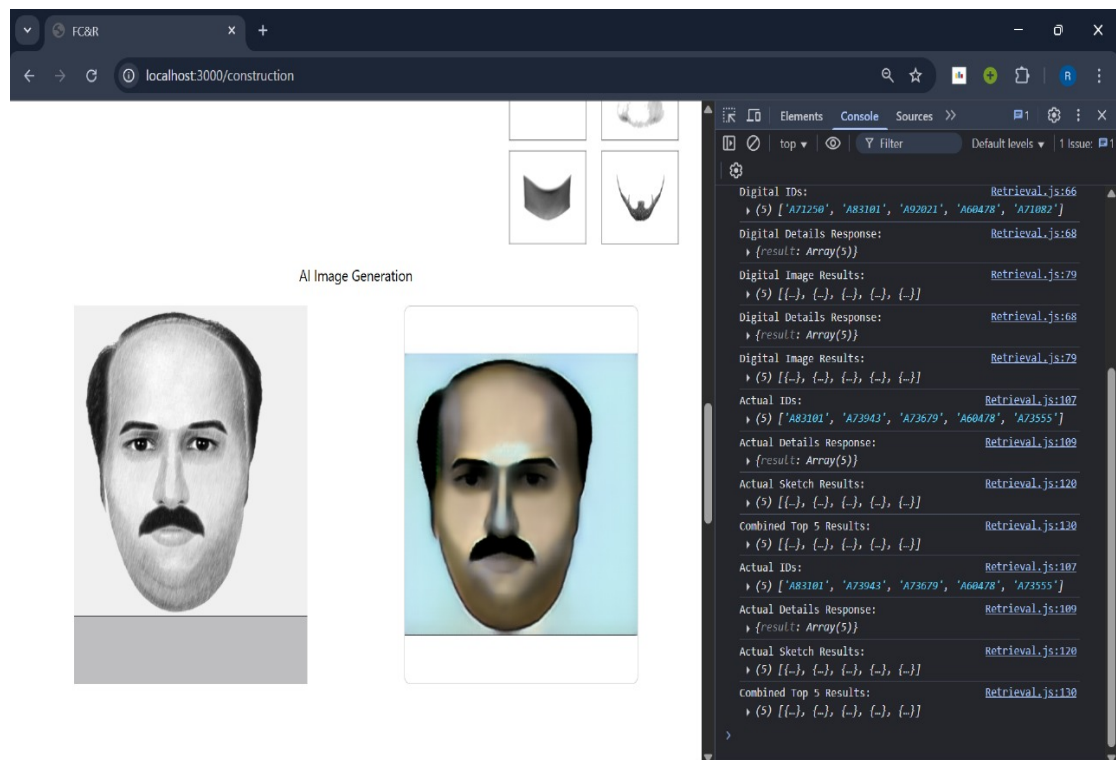 FC&R
localhost:3000/construction
R
Elements Console Sources
1
top
Filter
Default levels
1 Issue: 1
AI Image Generation
Digital IDs: Retrieval.js:66
(5) ['A71250', 'A83101', 'A92021', 'A60478', 'A71082']
Digital Details Response: Retrieval.js:68
{result: Array(5)}
Digital Image Results: Retrieval.js:79
(5) [{…}, {…}, {…}, {…}, {…}]
Digital Details Response: Retrieval.js:68
{result: Array(5)}
Digital Image Results: Retrieval.js:79
(5) [{…}, {…}, {…}, {…}, {…}]
Actual IDs: Retrieval.js:107
(5) ['A83101', 'A73943', 'A73679', 'A60478', 'A73555']
Actual Details Response: Retrieval.js:109
{result: Array(5)}
Actual Sketch Results: Retrieval.js:120
(5) [{…}, {…}, {…}, {…}, {…}]
Combined Top 5 Results: Retrieval.js:130
(5) [{…}, {…}, {…}, {…}, {…}]
Actual IDs: Retrieval.js:107
(5) ['A83101', 'A73943', 'A73679', 'A60478', 'A73555']
Actual Details Response: Retrieval.js:109
{result: Array(5)}
Actual Sketch Results: Retrieval.js:120
(5) [{…}, {…}, {…}, {…}, {…}]
Combined Top 5 Results: Retrieval.js:130
(5) [{…}, {…}, {…}, {…}, {…}]